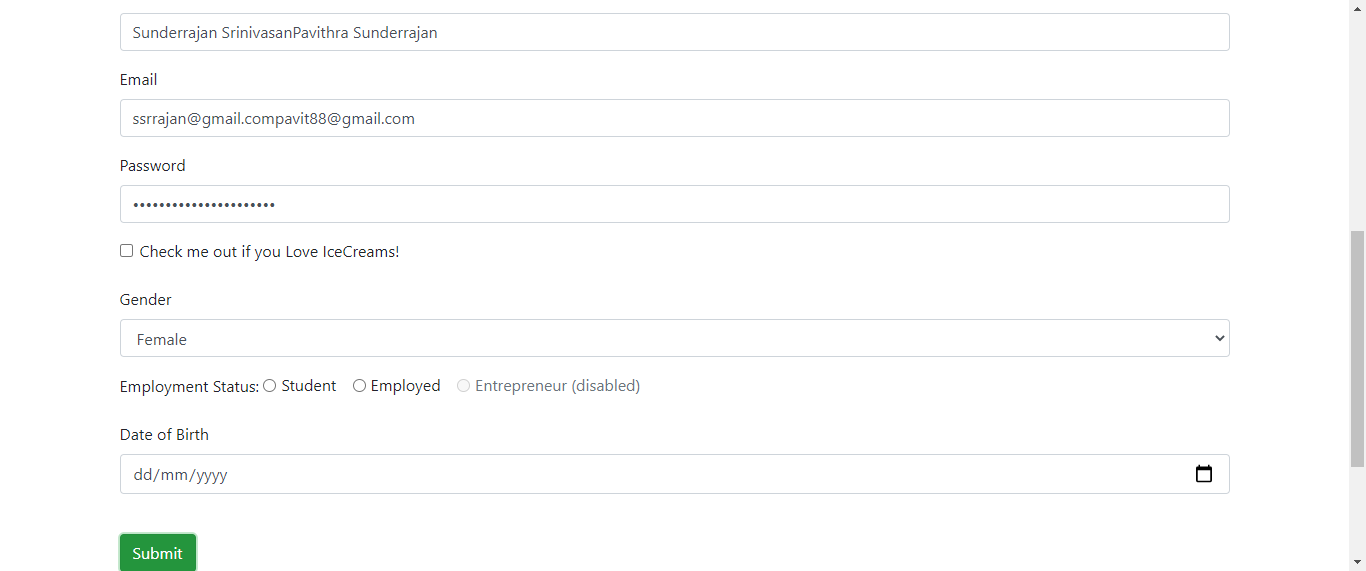 Sunderrajan SrinivasanPavithra Sunderrajan
Email
ssrrajan@gmail.compavit88@gmail.com
Password
••••••••••••••••••••••
Check me out if you Love IceCreams!
Gender
Female
Employment Status: Student Employed Entrepreneur (disabled)
Date of Birth
dd/mm/yyyy
Submit